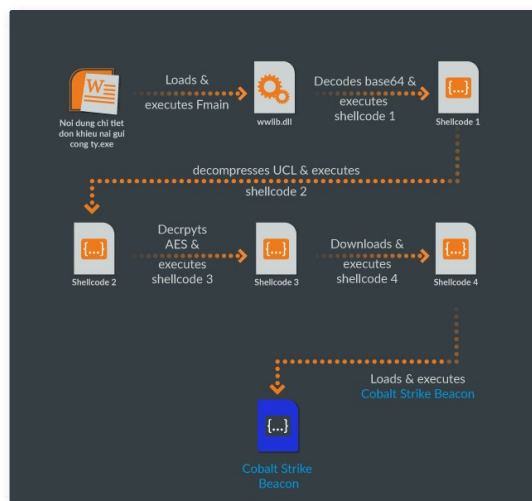 Loads &
executes Fmain
Decodes base64 &
executes
shellcode 1
W
Noi dung chi tiet
don khieu nai gui
cong ty.exe
wwlib.dll
{...}
Shellcode 1
decompresses UCL & executes
shellcode 2
Decrpyts
AES &
executes
shellcode 3
Downloads &
executes
shellcode 4
{...}
Shellcode 2
{...}
Shellcode 3
{...}
Shellcode 4
Loads & executes
Cobalt Strike Beacon
{...}
Cobalt Strike
Beacon